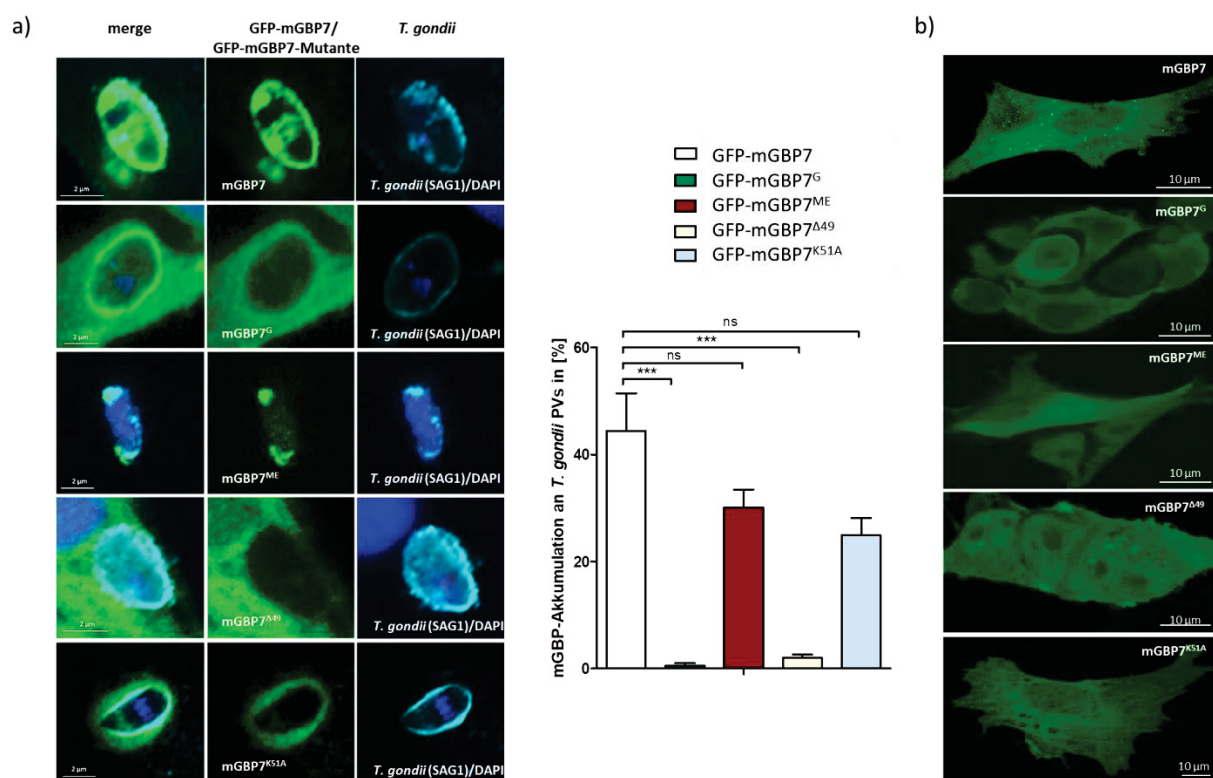 a)
merge
GFP-mGBP7/
GFP-mGBP7-Mutante
T. gondii
2 µm
mGBP7
T. gondii (SAG1)/DAPI
2 µm
mGBP7ᴳ
T. gondii (SAG1)/DAPI
2 µm
mGBP7ᴹᴱ
T. gondii (SAG1)/DAPI
2 µm
mGBP7Δ49
T. gondii (SAG1)/DAPI
2 µm
mGBP7K51A
T. gondii (SAG1)/DAPI
GFP-mGBP7
GFP-mGBP7ᴳ
GFP-mGBP7ᴹᴱ
GFP-mGBP7Δ49
GFP-mGBP7K51A
mGBP-Akkumulation an T. gondii PVs in [%]
60
40
20
0
ns
***
ns
***
b)
mGBP7
10 µm
mGBP7ᴳ
10 µm
mGBP7ᴹᴱ
10 µm
mGBP7Δ49
10 µm
mGBP7K51A
10 µm